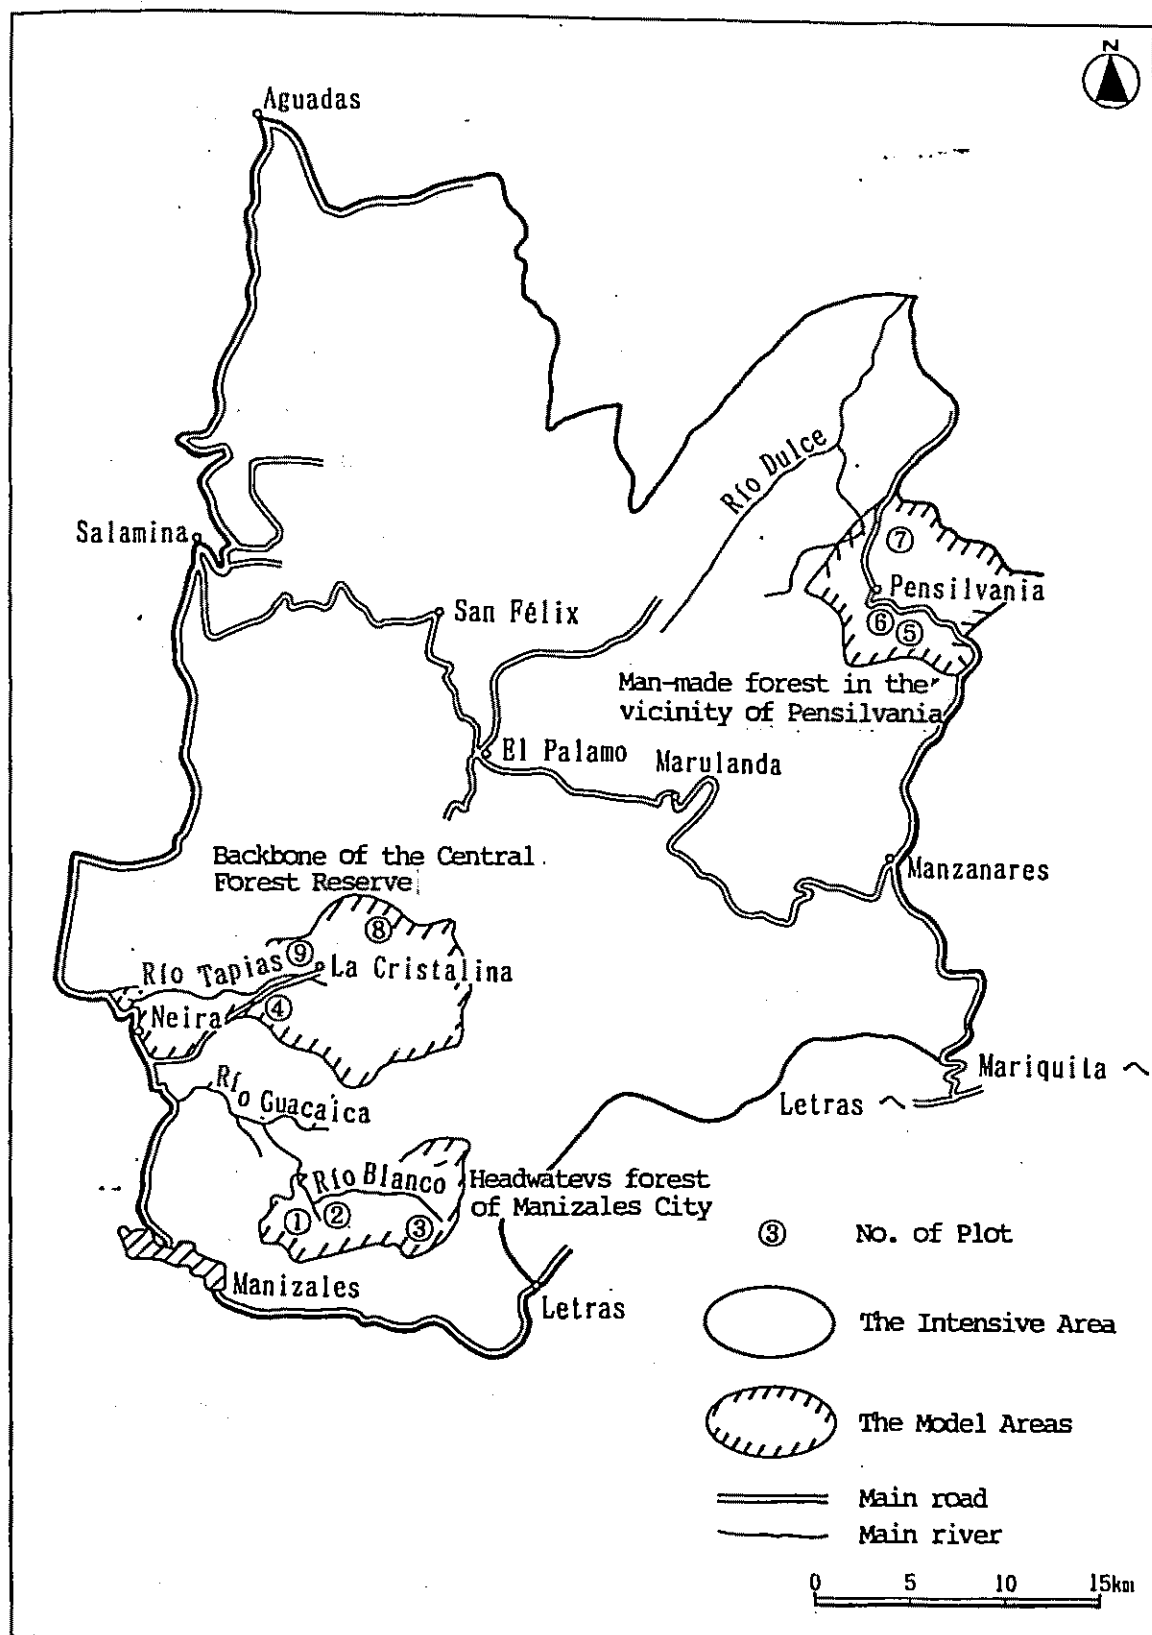 N
Aguadas
Río Dulce
Salamina
⑦
Pensilvania
San Félix
⑥
⑤
Man-made forest in the
vicinity of Pensilvania
El Palamo
Marulanda
Backbone of the Central
Forest Reserve
Manzanares
⑧
⑨
Río Tapias
La Cristalina
④
Neira
Mariquita
Río Guacaica
Letras
Río Blanco
Headwatevs forest
of Manizales City
①
②
③
③ No. of Plot
Manizales
Letras
The Intensive Area
The Model Areas
Main road
Main river
0 5 10 15km